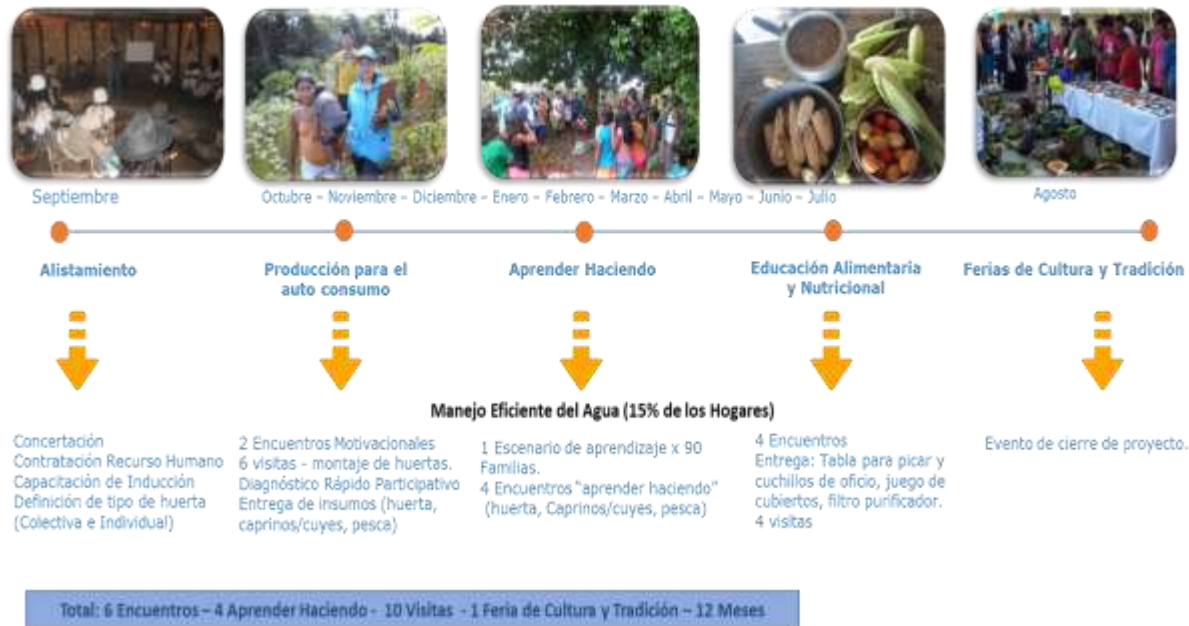 Septiembre
Octubre – Noviembre – Diciembre – Enero – Febrero – Marzo – Abril – Mayo – Junio – Julio
Agosto
Alistamiento
Producción para el
auto consumo
Aprender Haciendo
Educación Alimentaria
y Nutricional
Ferias de Cultura y Tradición
Manejo Eficiente del Agua (15% de los Hogares)
Concertación
Contratación Recurso Humano
Capacitación de Inducción
Definición de tipo de huerta
(Colectiva e Individual)
2 Encuentros Motivacionales
6 visitas - montaje de huertas.
Diagnóstico Rápido Participativo
Entrega de insumos (huerta,
caprinos/cuyes, pesca)
1 Escenario de aprendizaje x 90
Familias.
4 Encuentros "aprender haciendo"
(huerta, Caprinos/cuyes, pesca)
4 Encuentros
Entrega: Tabla para picar y
cuchillos de oficio, juego de
cubiertos, filtro purificador.
4 visitas
Evento de cierre de proyecto.
Total: 6 Encuentros – 4 Aprender Haciendo - 10 Visitas - 1 Feria de Cultura y Tradición – 12 Meses